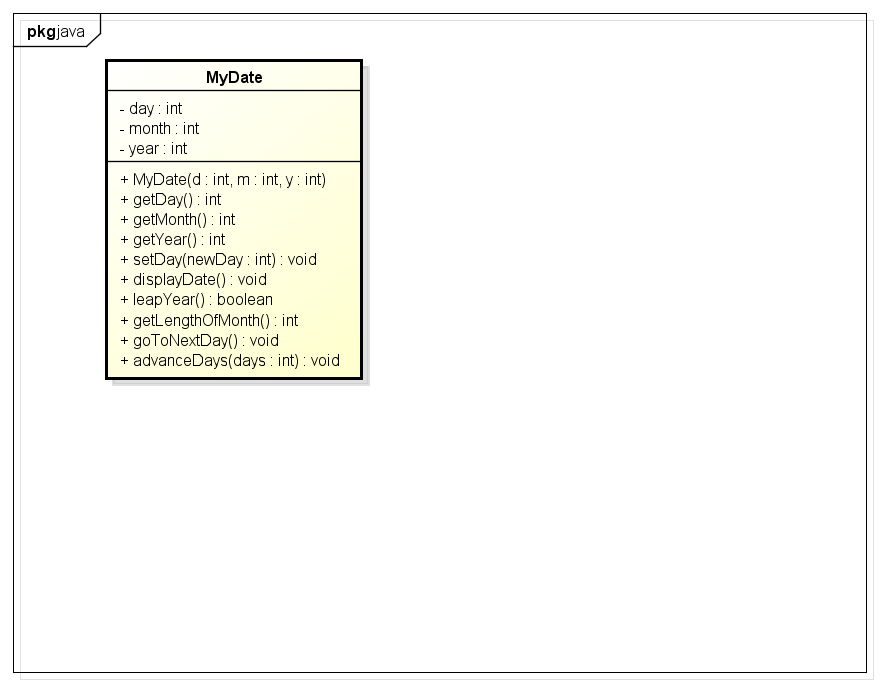 pkgjava
MyDate
- day : int
- month : int
- year : int
+ MyDate(d : int, m : int, y : int)
+ getDay() : int
+ getMonth() : int
+ getYear() : int
+ setDay(newDay : int) : void
+ displayDate() : void
+ leapYear() : boolean
+ getLengthOfMonth() : int
+ goToNextDay() : void
+ advanceDays(days : int) : void